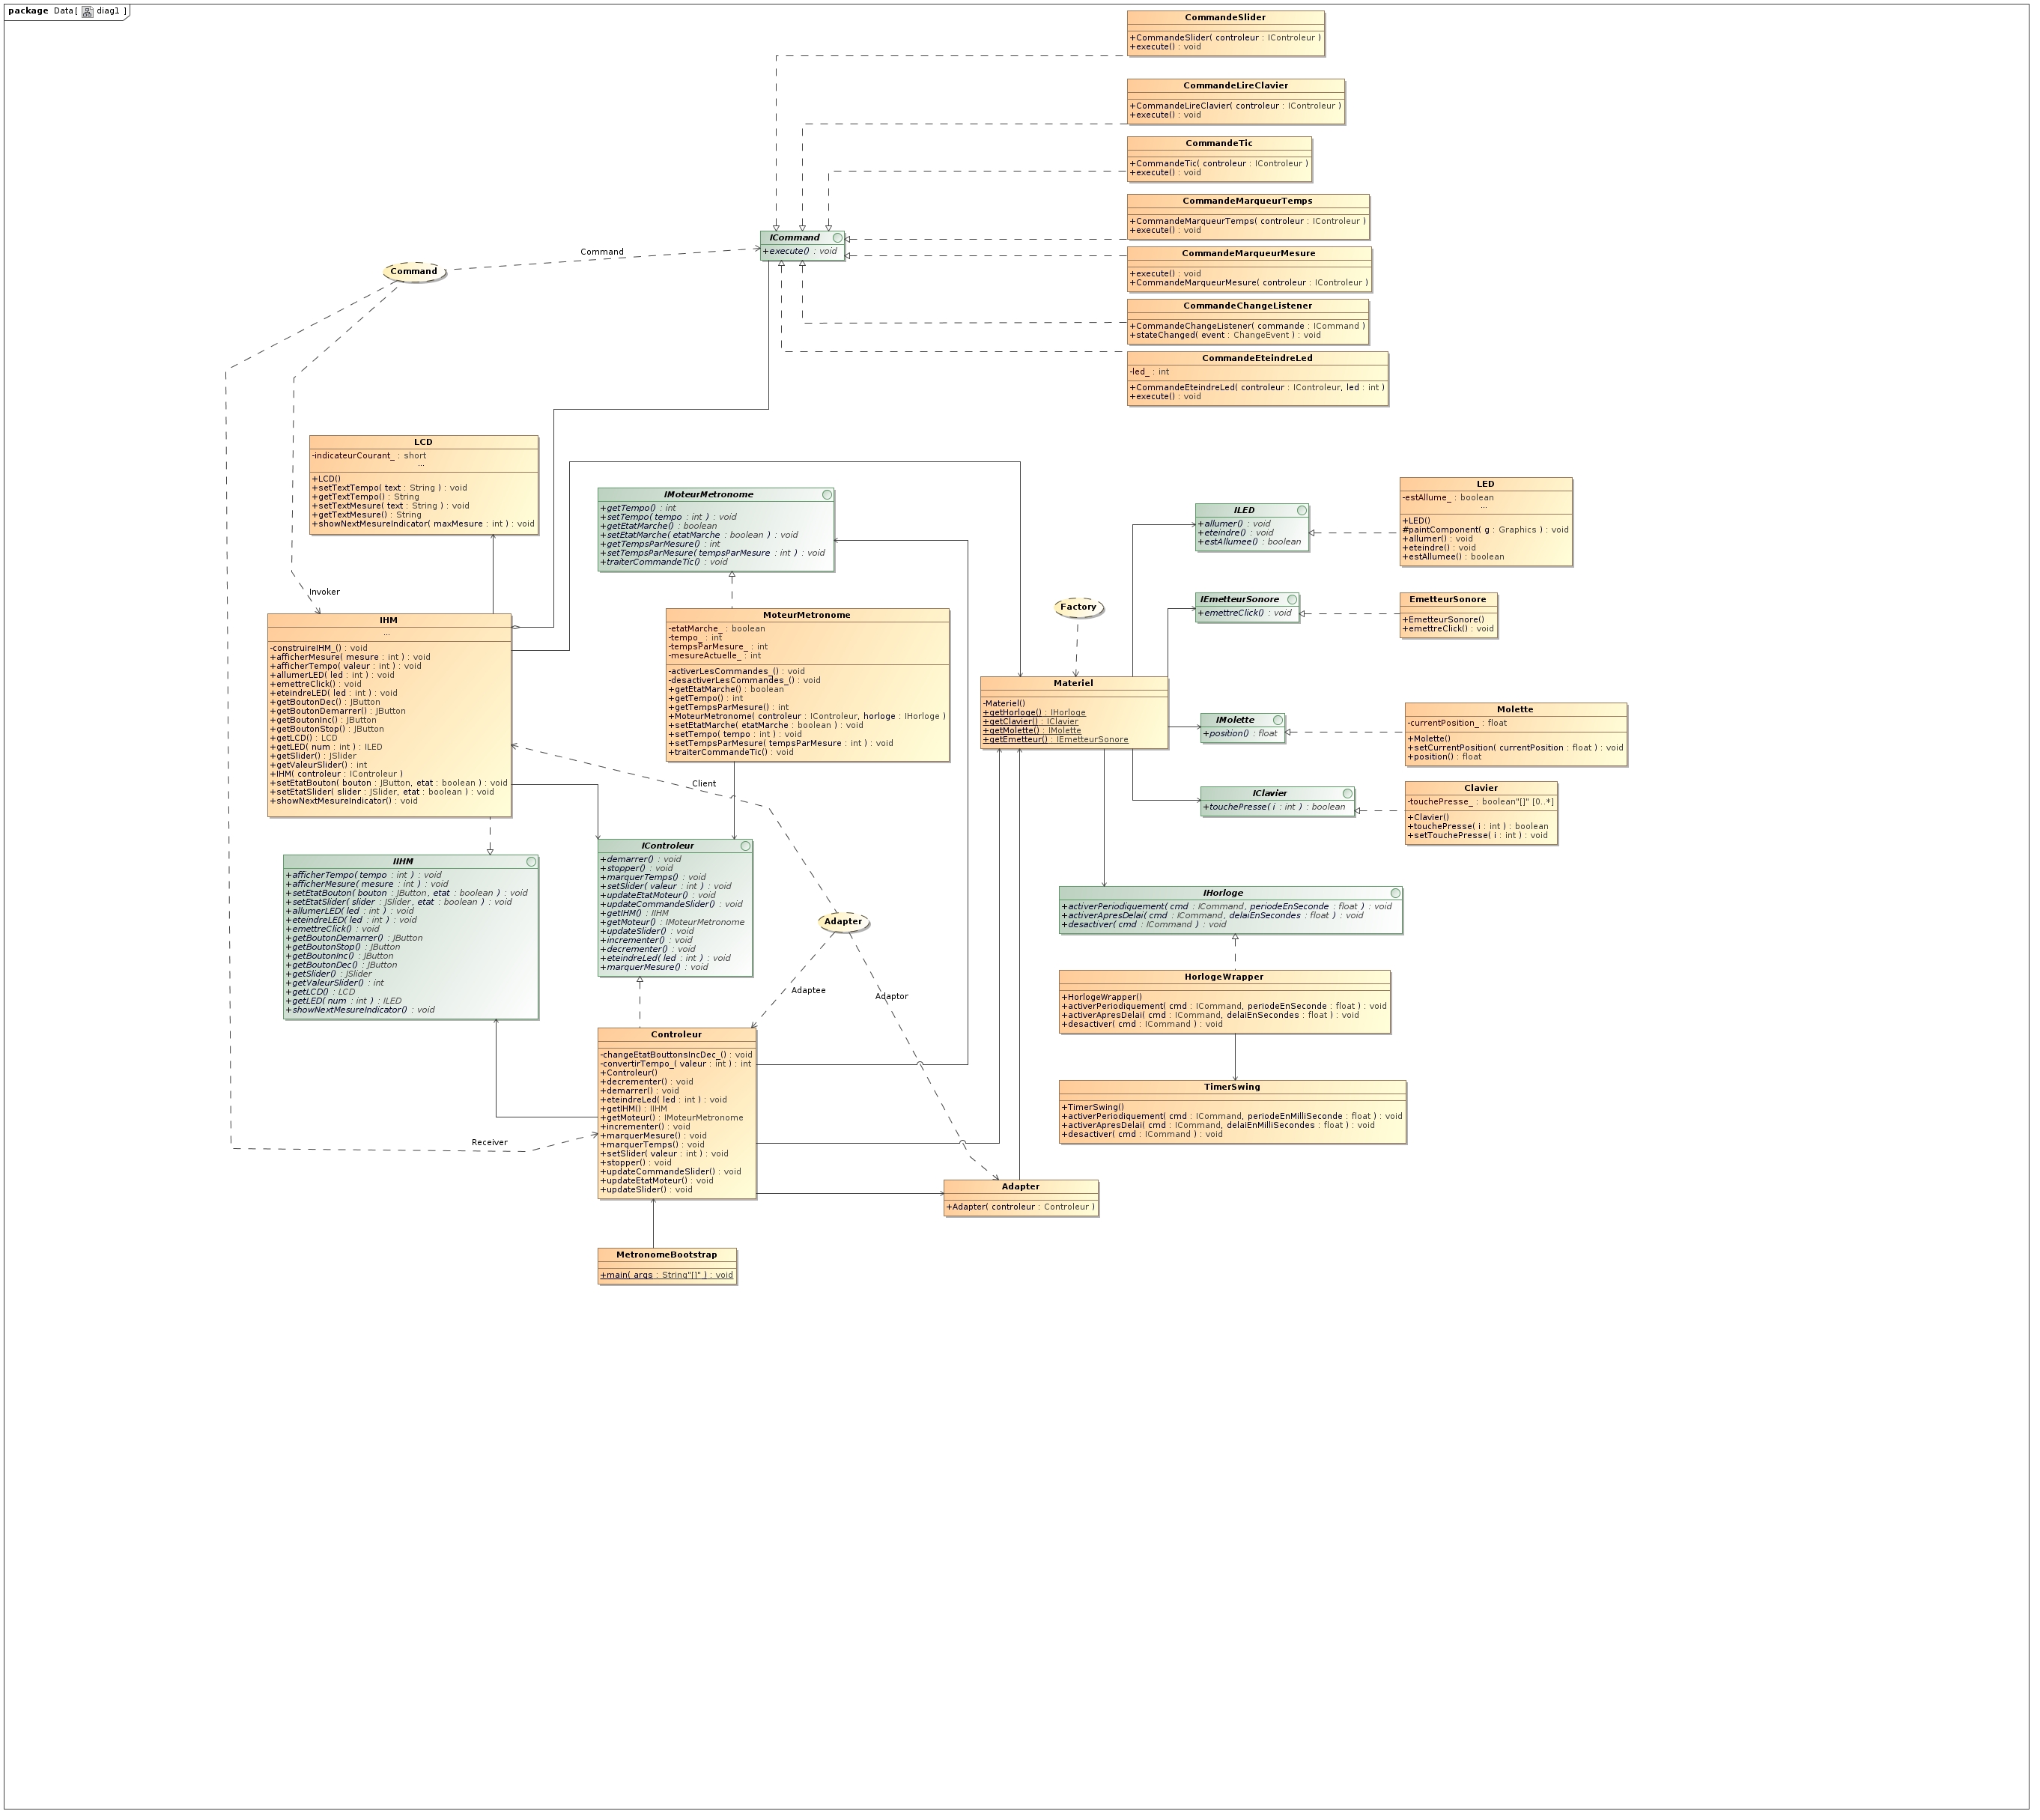 package Data[ diag1 ]
CommandeSlider
+CommandeSlider( controleur : IControleur )
+execute() : void
CommandeLireClavier
+CommandeLireClavier( controleur : IControleur )
+execute() : void
CommandeTic
+CommandeTic( controleur : IControleur )
+execute() : void
CommandeMarqueurTemps
+CommandeMarqueurTemps( controleur : IControleur )
+execute() : void
ICommand
+execute() : void
Command
Command
CommandeMarqueurMesure
+execute() : void
+CommandeMarqueurMesure( controleur : IControleur )
CommandeChangeListener
+CommandeChangeListener( commande : ICommand )
+stateChanged( event : ChangeEvent ) : void
CommandeEteindreLed
-led_ : int
+CommandeEteindreLed( controleur : IControleur, led : int )
+execute() : void
LCD
-indicateurCourant_ : short
...
+LCD()
+setTextTempo( text : String ) : void
+getTextTempo() : String
+setTextMesure( text : String ) : void
+getTextMesure() : String
+showNextMesureIndicator( maxMesure : int ) : void
IMoteurMetronome
+getTempo() : int
+setTempo( tempo : int ) : void
+getEtatMarche() : boolean
+setEtatMarche( etatMarche : boolean ) : void
+getTempsParMesure() : int
+setTempsParMesure( tempsParMesure : int ) : void
+traiterCommandeTic() : void
ILED
+allumer() : void
+eteindre() : void
+estAllumee() : boolean
LED
-estAllume_ : boolean
...
+LED()
#paintComponent( g : Graphics ) : void
+allumer() : void
+eteindre() : void
+estAllumee() : boolean
Invoker
IHM
...
-construireIHM_() : void
+afficherMesure( mesure : int ) : void
+afficherTempo( valeur : int ) : void
+allumerLED( led : int ) : void
+emettreClick() : void
+eteindreLED( led : int ) : void
+getBoutonDec() : JButton
+getBoutonDemarrer() : JButton
+getBoutonInc() : JButton
+getBoutonStop() : JButton
+getLCD() : LCD
+getLED( num : int ) : ILED
+getSlider() : JSlider
+getValeurSlider() : int
+IHM( controleur : IControleur )
+setEtatBouton( bouton : JButton, etat : boolean ) : void
+setEtatSlider( slider : JSlider, etat : boolean ) : void
+showNextMesureIndicator() : void
MoteurMetronome
-etatMarche_ : boolean
-tempo_ : int
-tempsParMesure_ : int
-mesureActuelle_ : int
-activerLesCommandes_() : void
-desactiverLesCommandes_() : void
+getEtatMarche() : boolean
+getTempo() : int
+getTempsParMesure() : int
+MoteurMetronome( controleur : IControleur, horloge : IHorloge )
+setEtatMarche( etatMarche : boolean ) : void
+setTempo( tempo : int ) : void
+setTempsParMesure( tempsParMesure : int ) : void
+traiterCommandeTic() : void
Factory
IEmetteurSonore
+emettreClick() : void
EmetteurSonore
+EmetteurSonore()
+emettreClick() : void
Materiel
-Materiel()
+getHorloge() : IHorloge
+getClavier() : IClavier
+getMolette() : IMolette
+getEmetteur() : IEmetteurSonore
IMolette
+position() : float
Molette
-currentPosition_ : float
+Molette()
+setCurrentPosition( currentPosition : float ) : void
+position() : float
IClavier
+touchePresse( i : int ) : boolean
Clavier
-touchePresse_ : boolean"[]" [0..*]
+Clavier()
+touchePresse( i : int ) : boolean
+setTouchePresse( i : int ) : void
Client
IIHM
+afficherTempo( tempo : int ) : void
+afficherMesure( mesure : int ) : void
+setEtatBouton( bouton : JButton, etat : boolean ) : void
+setEtatSlider( slider : JSlider, etat : boolean ) : void
+allumerLED( led : int ) : void
+eteindreLED( led : int ) : void
+emettreClick() : void
+getBoutonDemarrer() : JButton
+getBoutonStop() : JButton
+getBoutonInc() : JButton
+getBoutonDec() : JButton
+getSlider() : JSlider
+getValeurSlider() : int
+getLCD() : LCD
+getLED( num : int ) : ILED
+showNextMesureIndicator() : void
IControleur
+demarrer() : void
+stopper() : void
+marquerTemps() : void
+setSlider( valeur : int ) : void
+updateEtatMoteur() : void
+updateCommandeSlider() : void
+getIHM() : IIHM
+getMoteur() : IMoteurMetronome
+updateSlider() : void
+incrementer() : void
+decrementer() : void
+eteindreLed( led : int ) : void
+marquerMesure() : void
Adapter
Adaptee
Adaptor
IHorloge
+activerPeriodiquement( cmd : ICommand, periodeEnSeconde : float ) : void
+activerApresDelai( cmd : ICommand, delaiEnSecondes : float ) : void
+desactiver( cmd : ICommand ) : void
HorlogeWrapper
+HorlogeWrapper()
+activerPeriodiquement( cmd : ICommand, periodeEnSeconde : float ) : void
+activerApresDelai( cmd : ICommand, delaiEnSecondes : float ) : void
+desactiver( cmd : ICommand ) : void
Controleur
-changeEtatBouttonsIncDec_() : void
-convertirTempo_( valeur : int ) : int
+Controleur()
+decrementer() : void
+demarrer() : void
+eteindreLed( led : int ) : void
+getIHM() : IIHM
+getMoteur() : IMoteurMetronome
+incrementer() : void
+marquerMesure() : void
+marquerTemps() : void
+setSlider( valeur : int ) : void
+stopper() : void
+updateCommandeSlider() : void
+updateEtatMoteur() : void
+updateSlider() : void
TimerSwing
+TimerSwing()
+activerPeriodiquement( cmd : ICommand, periodeEnMilliSeconde : float ) : void
+activerApresDelai( cmd : ICommand, delaiEnMilliSecondes : float ) : void
+desactiver( cmd : ICommand ) : void
Receiver
Adapter
+Adapter( controleur : Controleur )
MetronomeBootstrap
+main( args : String"[]" ) : void